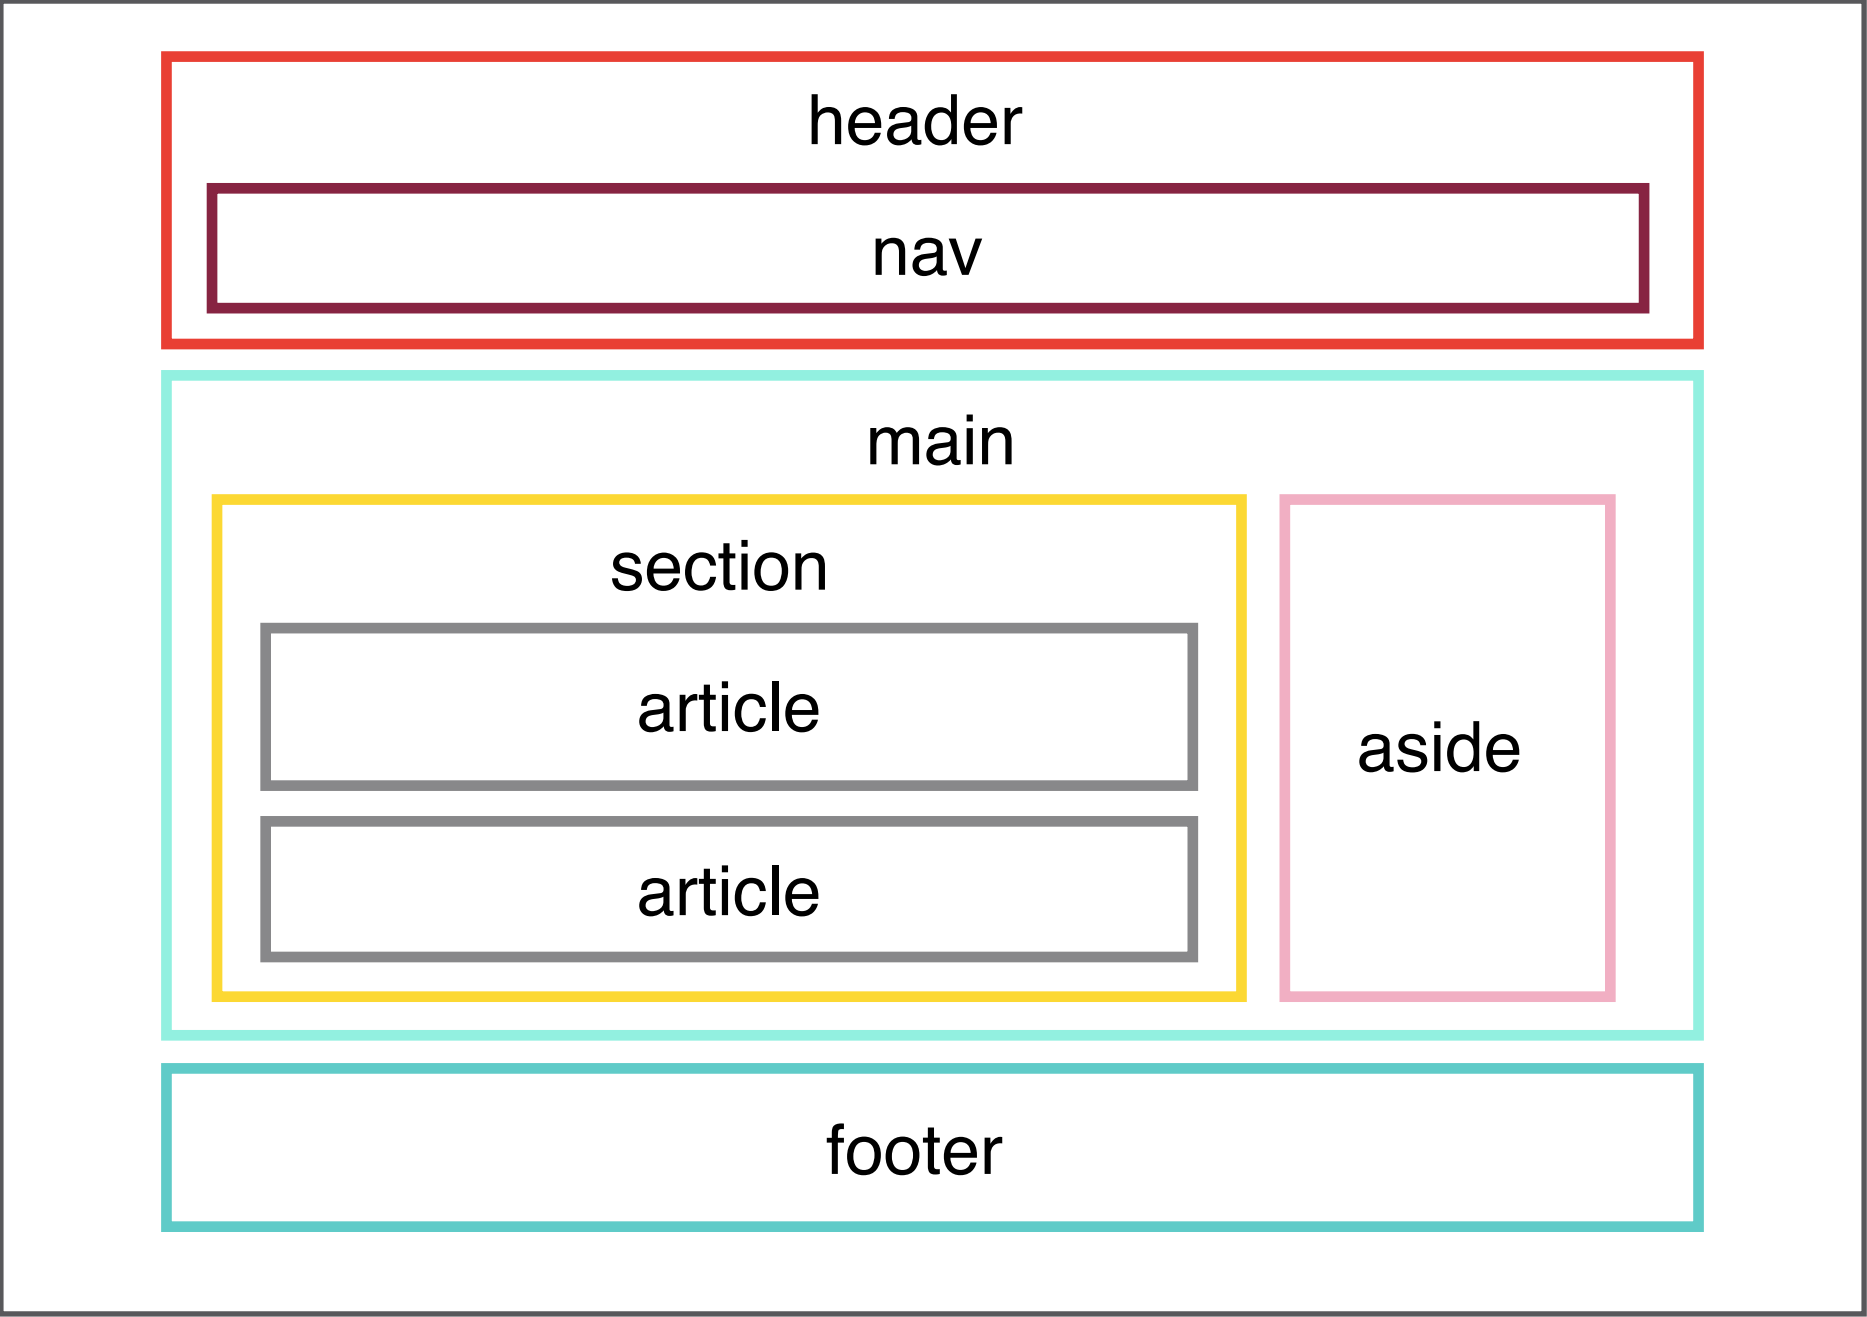 header
nav
main
section
article
article
aside
footer